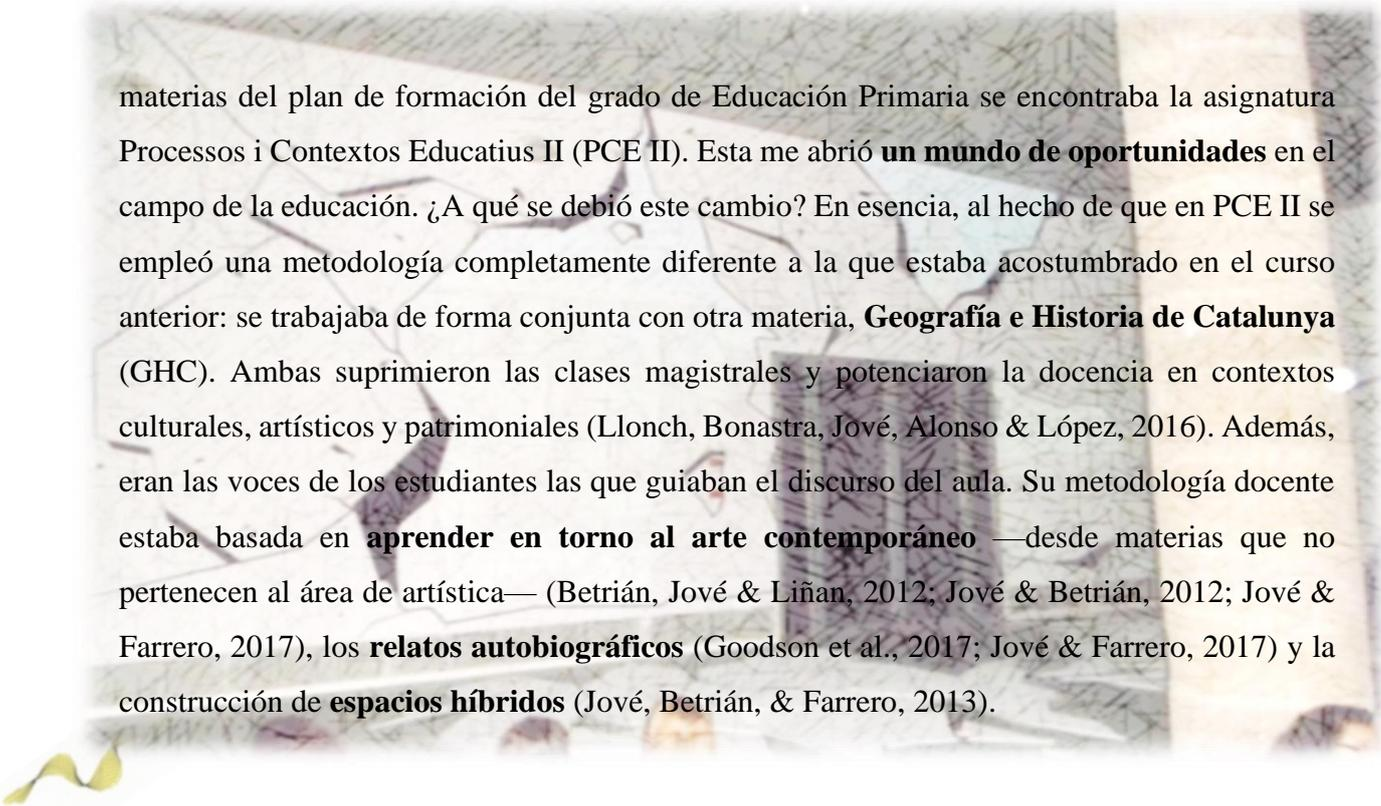 materias del plan de formación del grado de Educación Primaria se encontraba la asignatura
Processos i Contextos Educatius II (PCE II). Esta me abrió un mundo de oportunidades en el
campo de la educación. ¿A qué se debió este cambio? En esencia, al hecho de que en PCE II se
empleó una metodología completamente diferente a la que estaba acostumbrado en el curso
anterior: se trabajaba de forma conjunta con otra materia, Geografía e Historia de Catalunya
(GHC). Ambas suprimieron las clases magistrales y potenciaron la docencia en contextos
culturales, artísticos y patrimoniales (Llonch, Bonastra, Jové, Alonso & López, 2016). Además,
eran las voces de los estudiantes las que guiaban el discurso del aula. Su metodología docente
estaba basada en aprender en torno al arte contemporáneo —desde materias que no
pertenecen al área de artística— (Betrián, Jové & Liñan, 2012; Jové & Betrián, 2012; Jové &
Farrero, 2017), los relatos autobiográficos (Goodson et al., 2017; Jové & Farrero, 2017) y la
construcción de espacios híbridos (Jové, Betrián, & Farrero, 2013).